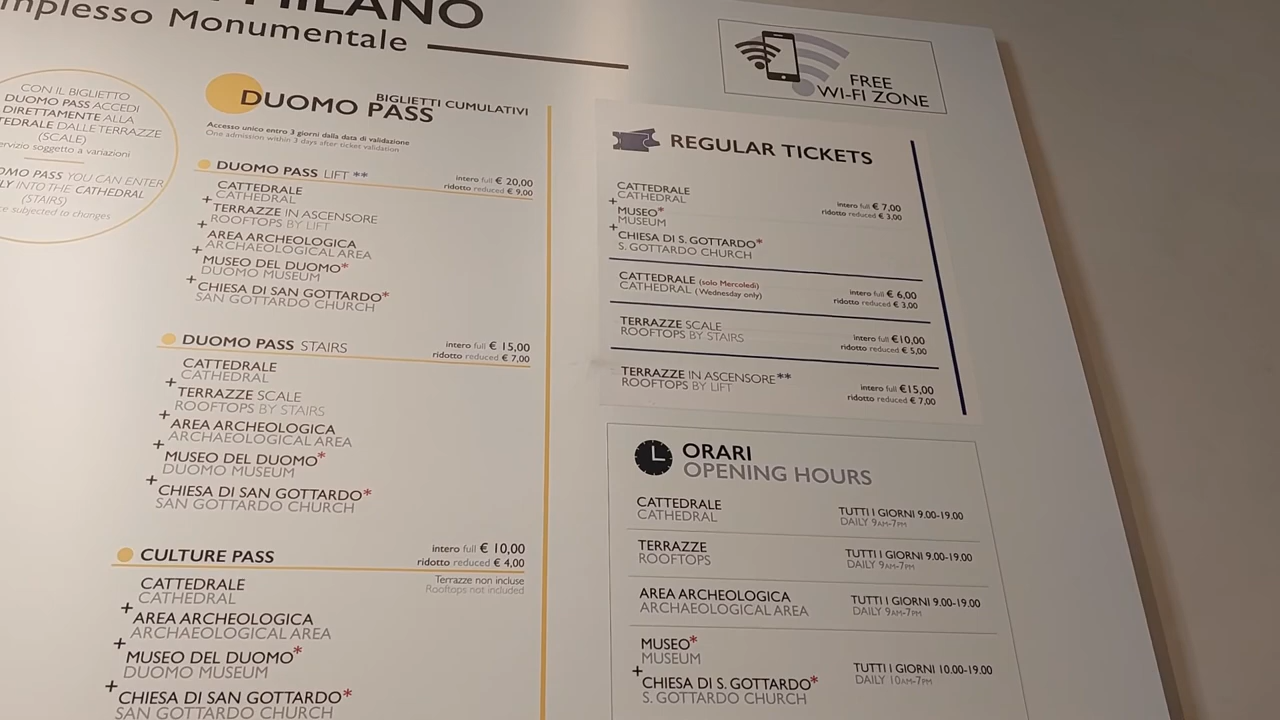 MILANO
Monumentale
CON IL BIGLIETTO
DUOMO PASS ACCEDI
DIRETTAMENTE ALLA
DALLE TERRAZZE
(SCALE)
soggetto a variazioni
PASS YOU CAN ENTER
INTO THE CATHEDRAL
(STAIRS)
subjected to changes
BIGLIETTI CUMULATIVI
DUOMO PASS
Accesso unico entro 3 giorni dalla data di validazione
One admission within 3 days after ticket validation
DUOMO PASS LIFT ** intero full € 20,00
ridotto reduced € 9,00
CATTEDRALE
CATHEDRAL
+
TERRAZZE IN ASCENSORE
ROOFTOPS BY LIFT
+
AREA ARCHEOLOGICA
ARCHAEOLOGICAL AREA
+
MUSEO DEL DUOMO*
DUOMO MUSEUM
+
CHIESA DI SAN GOTTARDO*
SAN GOTTARDO CHURCH
DUOMO PASS STAIRS intero full € 15,00
ridotto reduced € 7,00
CATTEDRALE
CATHEDRAL
+
TERRAZZE SCALE
ROOFTOPS BY STAIRS
+
AREA ARCHEOLOGICA
ARCHAEOLOGICAL AREA
+
MUSEO DEL DUOMO*
DUOMO MUSEUM
+
CHIESA DI SAN GOTTARDO*
SAN GOTTARDO CHURCH
CULTURE PASS intero full € 10,00
ridotto reduced € 4,00
Terrazze non incluse
Rooftops not included
CATTEDRALE
CATHEDRAL
+
AREA ARCHEOLOGICA
ARCHAEOLOGICAL AREA
+
MUSEO DEL DUOMO*
DUOMO MUSEUM
+
CHIESA DI SAN GOTTARDO*
SAN GOTTARDO CHURCH
FREE
WI-FI ZONE
REGULAR TICKETS
CATTEDRALE
CATHEDRAL
+
MUSEO*
MUSEUM
+
CHIESA DI S. GOTTARDO*
S. GOTTARDO CHURCH
intero full € 7,00
ridotto reduced € 3,00
CATTEDRALE (solo Mercoledì)
CATHEDRAL (Wednesday only)
intero full € 6,00
ridotto reduced € 3,00
TERRAZZE SCALE
ROOFTOPS BY STAIRS
intero full €10,00
ridotto reduced € 5,00
TERRAZZE IN ASCENSORE**
ROOFTOPS BY LIFT
intero full €15,00
ridotto reduced € 7,00
ORARI
OPENING HOURS
CATTEDRALE
CATHEDRAL
TUTTI I GIORNI 9.00-19.00
DAILY 9AM-7PM
TERRAZZE
ROOFTOPS
TUTTI I GIORNI 9.00-19.00
DAILY 9AM-7PM
AREA ARCHEOLOGICA
ARCHAEOLOGICAL AREA
TUTTI I GIORNI 9.00-19.00
DAILY 9AM-7PM
MUSEO*
MUSEUM
+
CHIESA DI S. GOTTARDO*
S. GOTTARDO CHURCH
TUTTI I GIORNI 10.00-19.00
DAILY 10AM-7PM